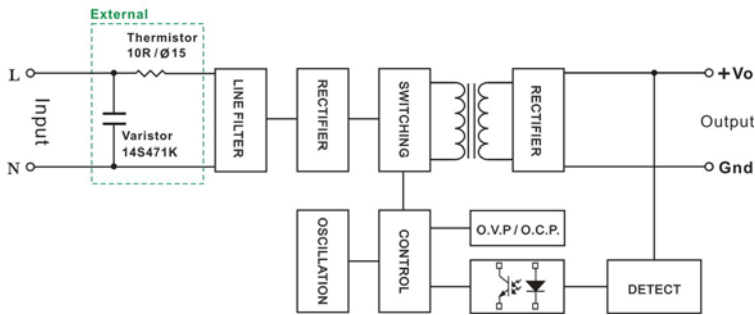 External
Thermistor
10R / Ø15
L
Input
N
Varistor
14S471K
LINE FILTER
RECTIFIER
SWITCHING
RECTIFIER
+Vo
Output
Gnd
OSCILLATION
CONTROL
O.V.P / O.C.P.
DETECT